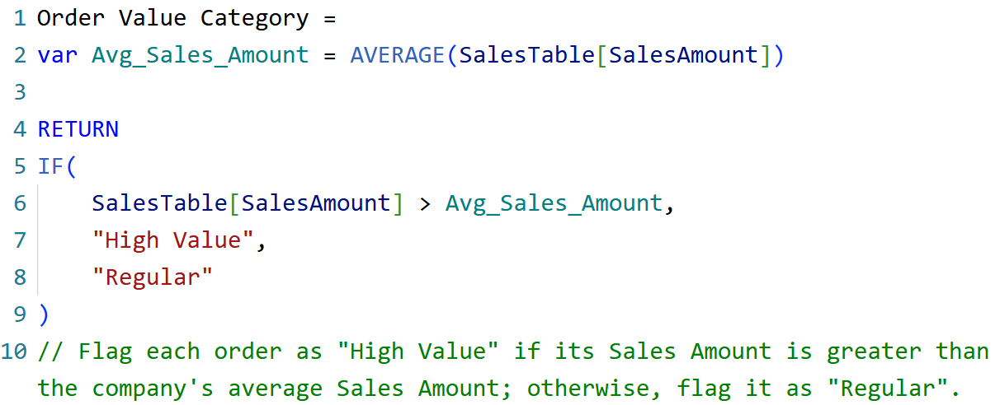 1 Order Value Category =
2 var Avg_Sales_Amount = AVERAGE(SalesTable[SalesAmount])
3
4 RETURN
5 IF(
6     SalesTable[SalesAmount] > Avg_Sales_Amount,
7     "High Value",
8     "Regular"
9 )
10 // Flag each order as "High Value" if its Sales Amount is greater than
the company's average Sales Amount; otherwise, flag it as "Regular".